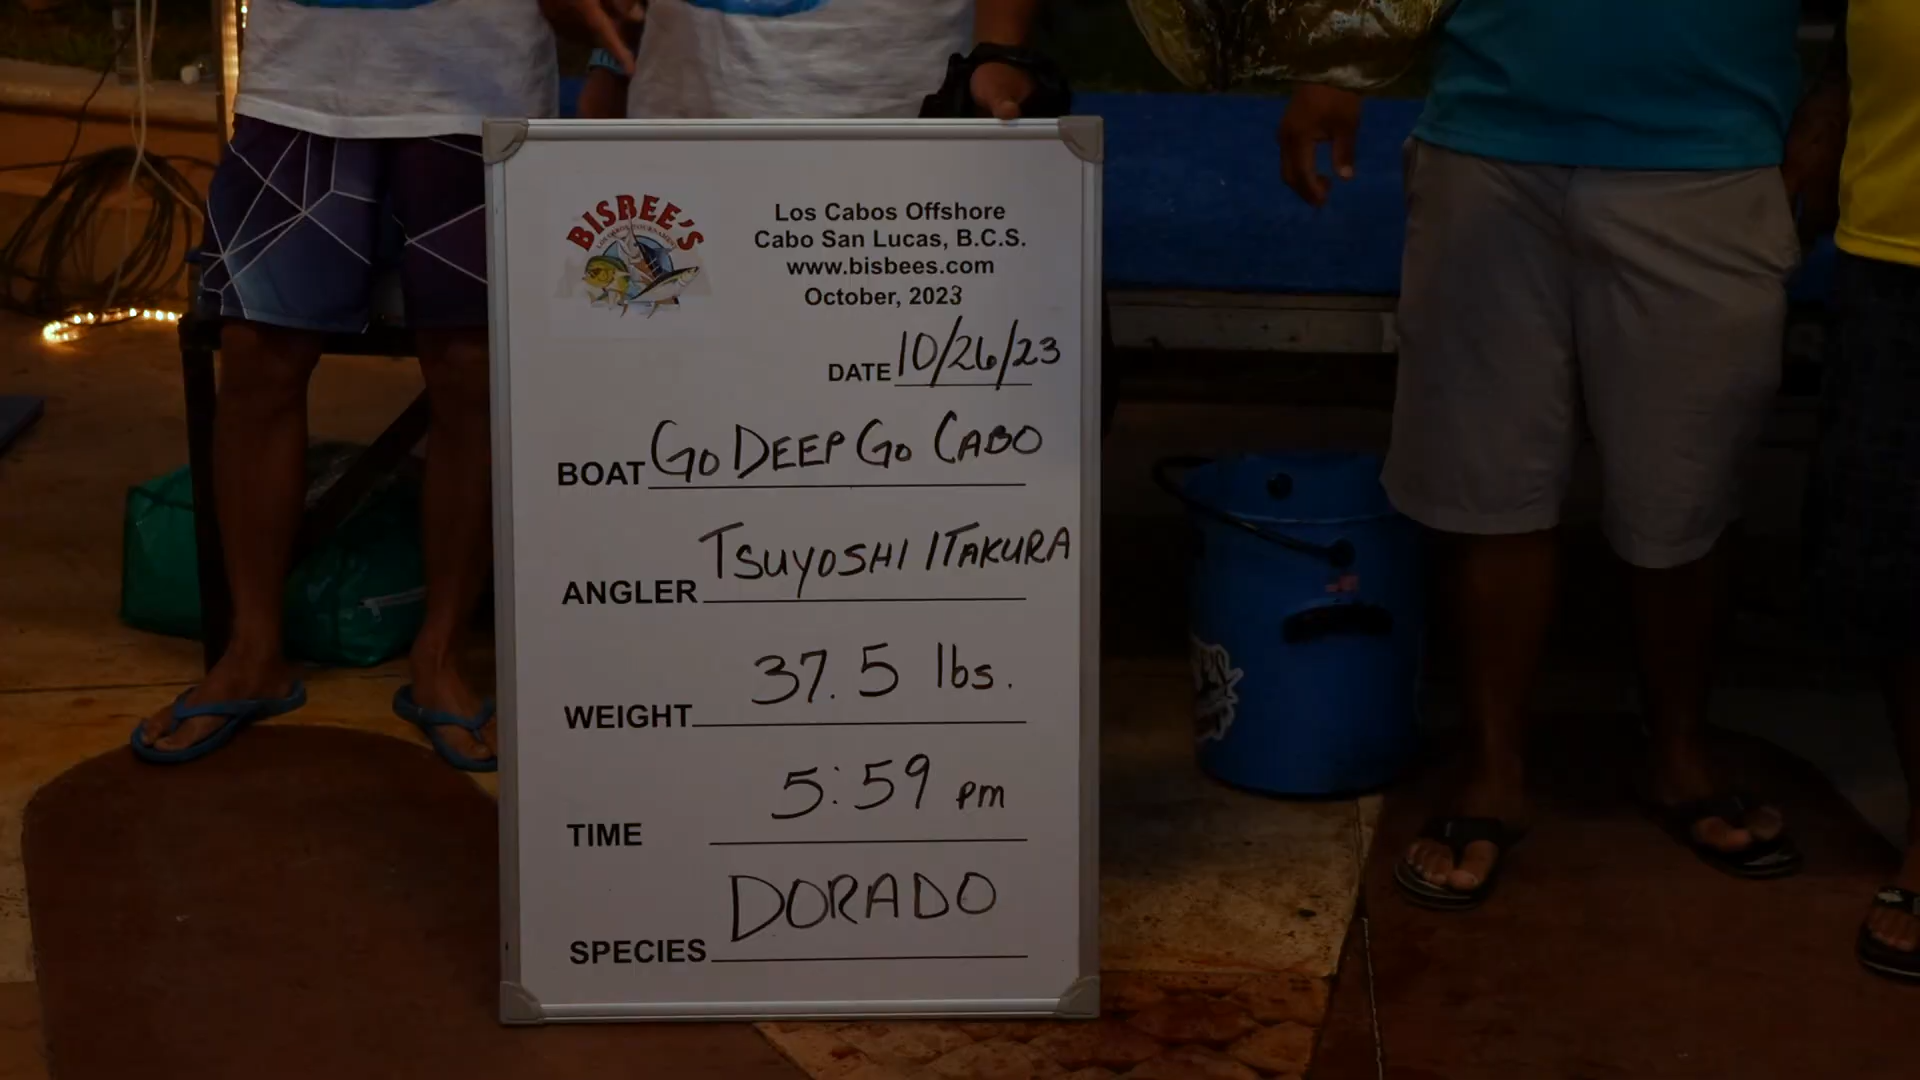 BISBEE'S
Los Cabos Offshore
Cabo San Lucas, B.C.S.
www.bisbees.com
October, 2023
DATE 10/26/23
BOAT GO DEEP GO CABO
ANGLER TSUYOSHI ITAKURA
WEIGHT 37.5 lbs.
TIME 5:59 pm
SPECIES DORADO